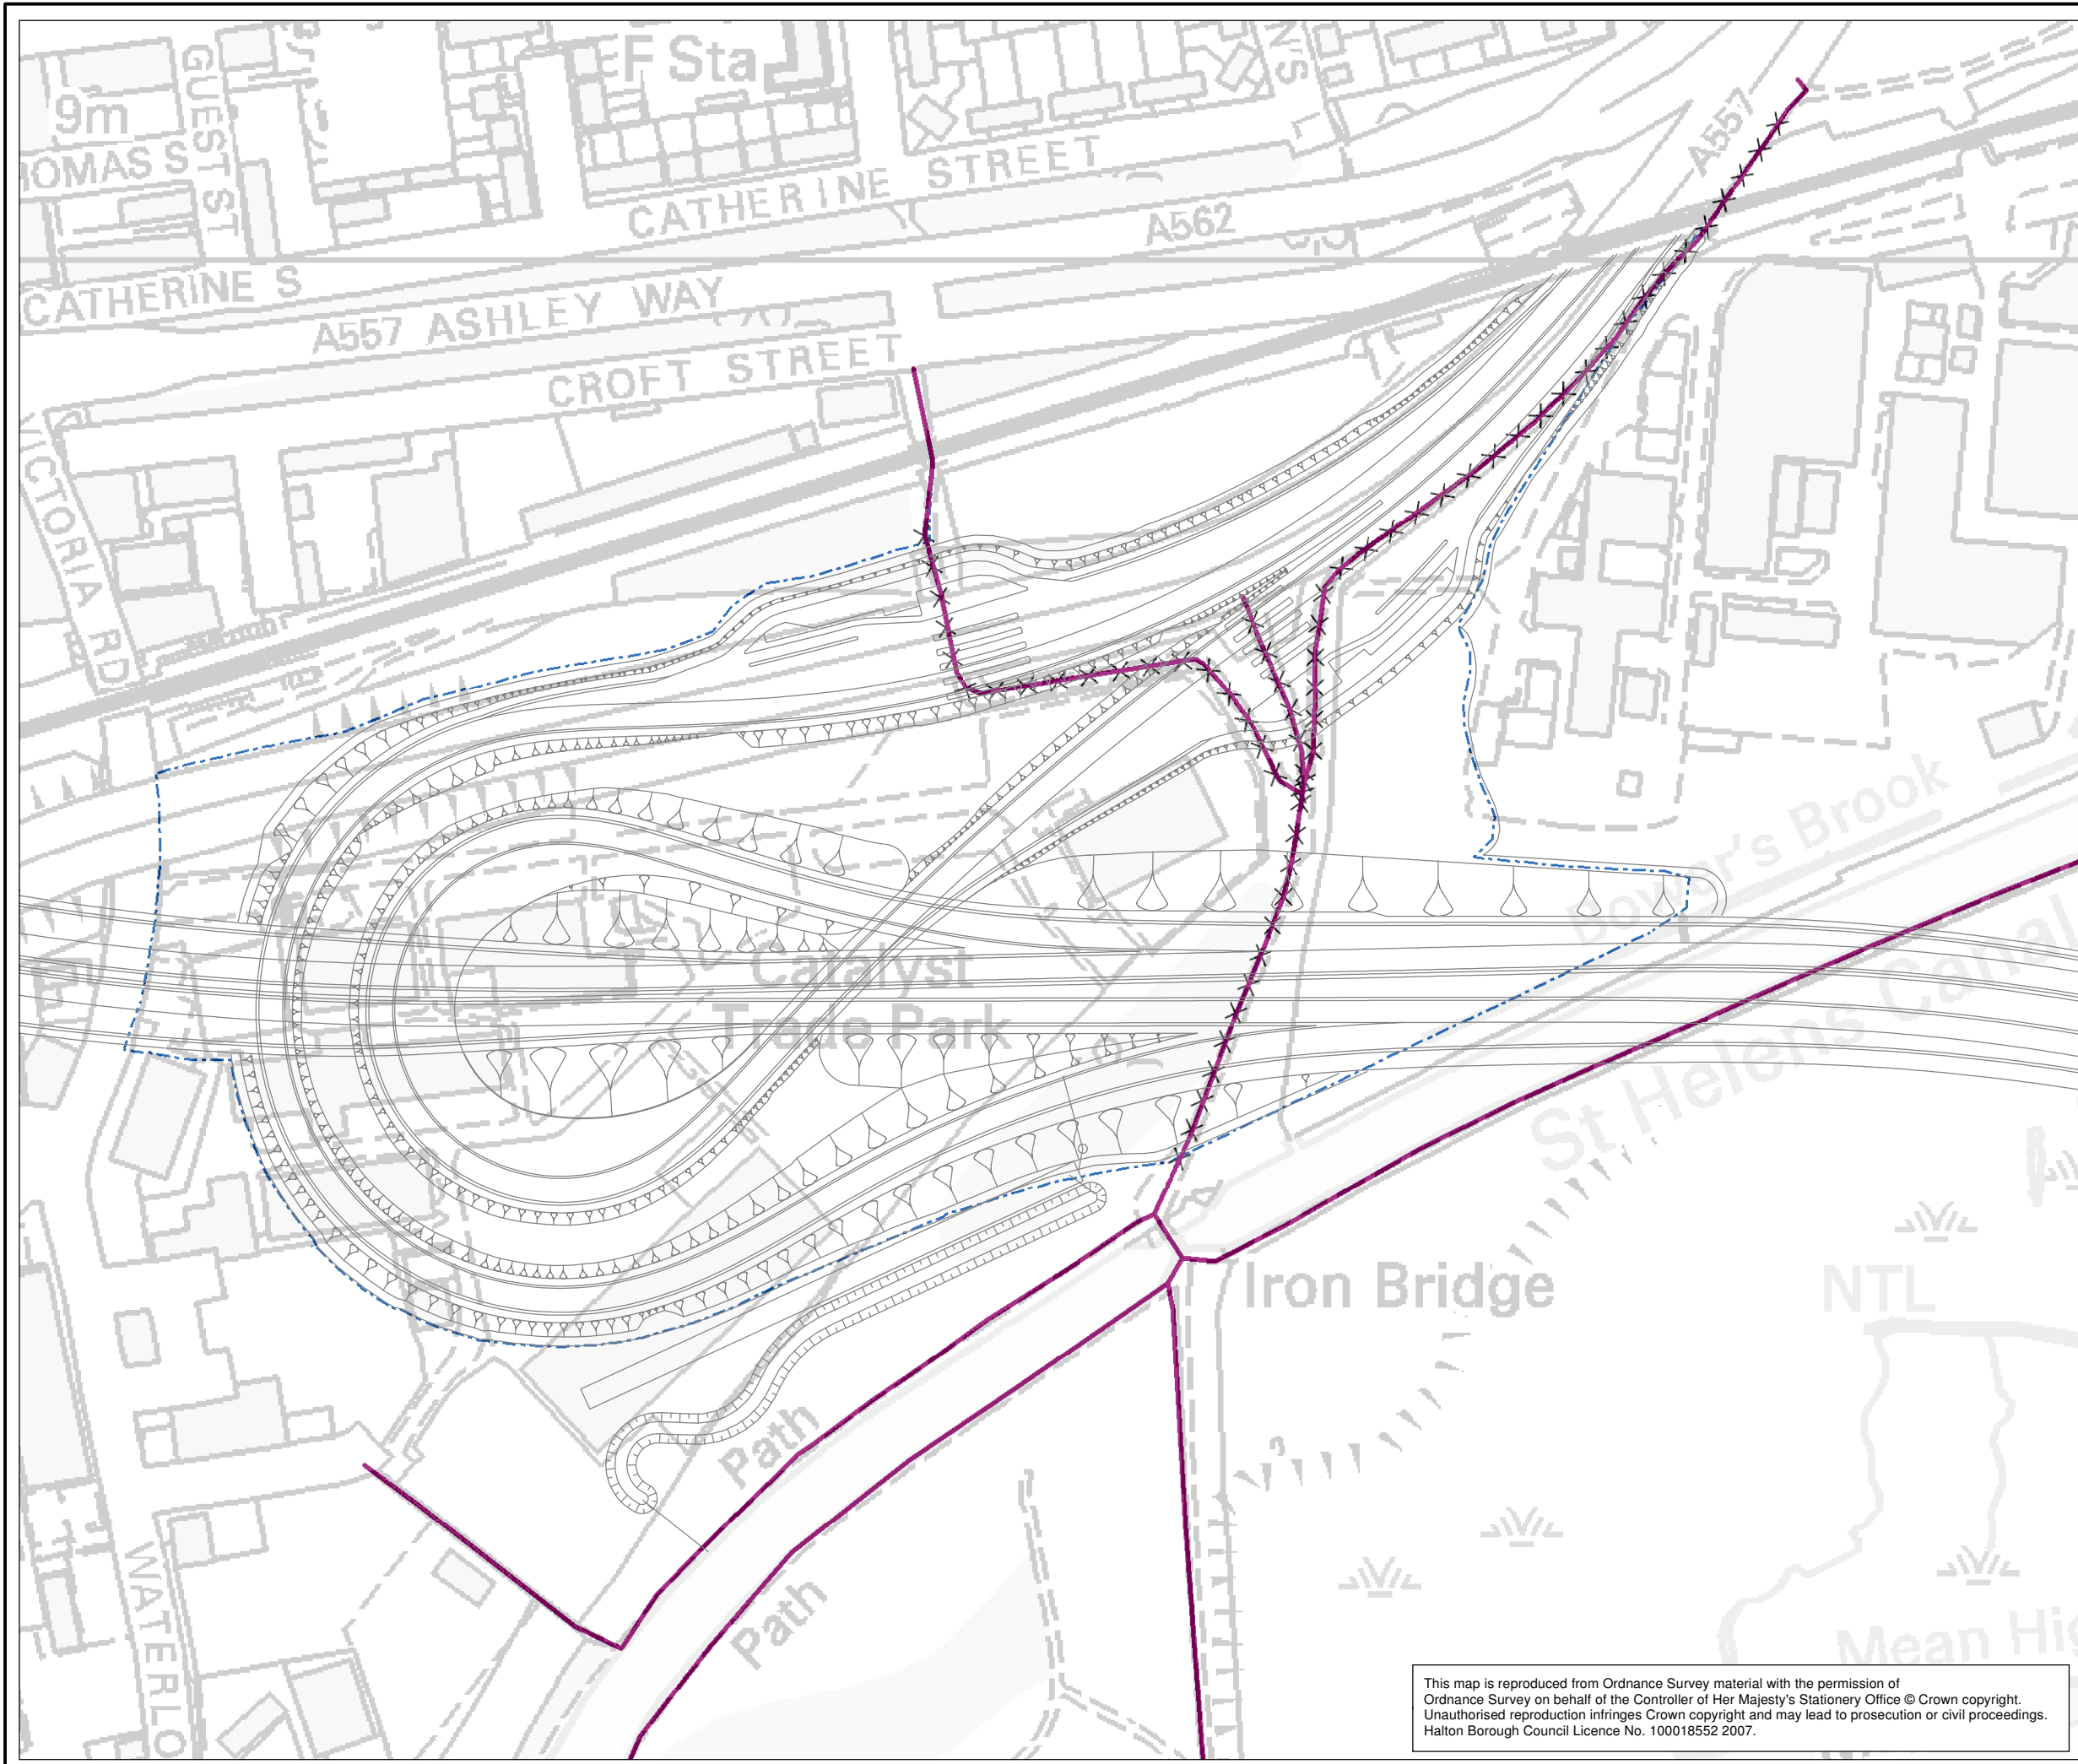 F Sta
9m
GUEST ST
N'S L
A557
HOMAS S
CATHERINE STREET
A562
CATHERINE S
A557 ASHLEY WAY
CROFT STREET
VICTORIA RD
Bower's Brook
Catalyst
Trade Park
St Helens Canal
Iron Bridge
NTL
Path
Path
WATERLO
Mean Hig
This map is reproduced from Ordnance Survey material with the permission of
Ordnance Survey on behalf of the Controller of Her Majesty's Stationery Office © Crown copyright.
Unauthorised reproduction infringes Crown copyright and may lead to prosecution or civil proceedings.
Halton Borough Council Licence No. 100018552 2007.